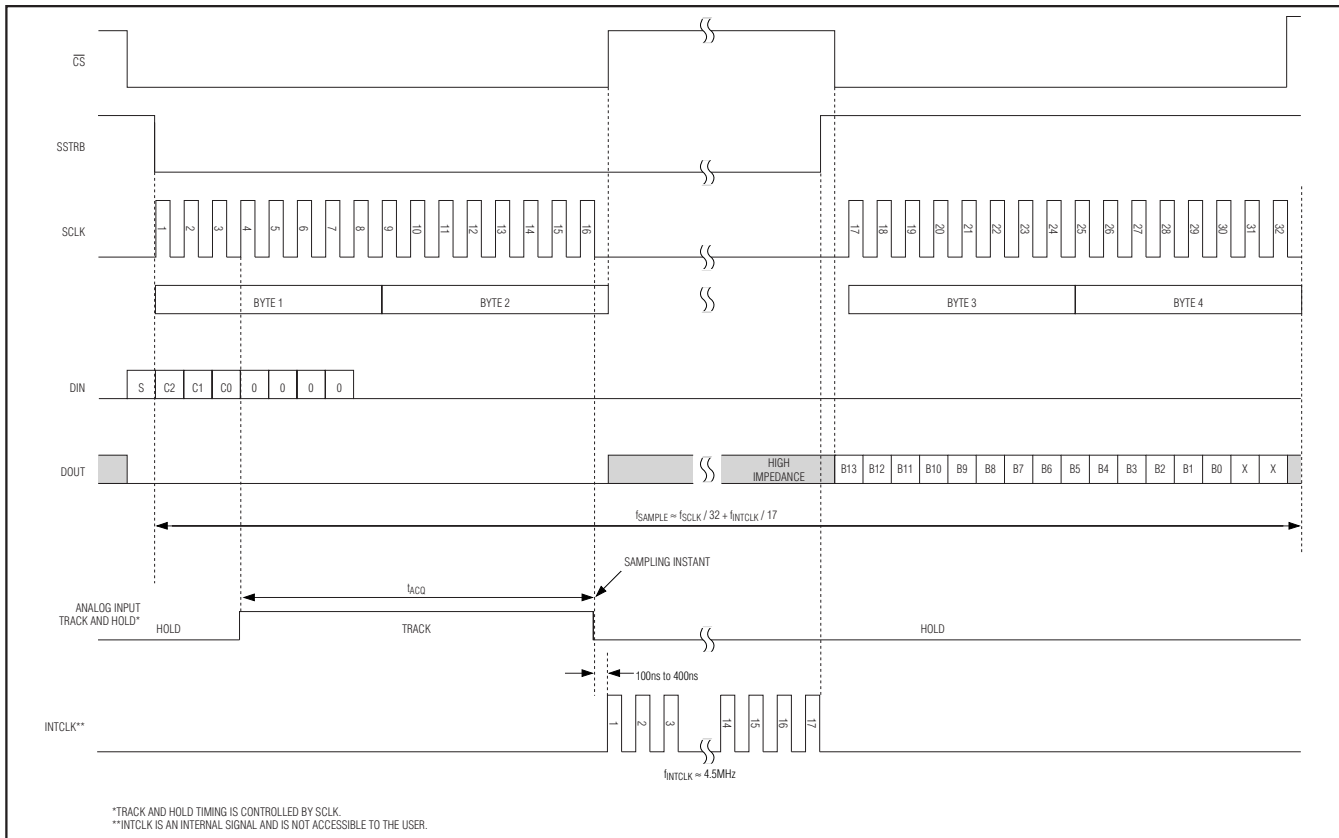 CS
SSTRB
SCLK
1 2 3 4 5 6 7 8 9 10 11 12 13 14 15 16 17 18 19 20 21 22 23 24 25 26 27 28 29 30 31 32
BYTE 1 BYTE 2 BYTE 3 BYTE 4
DIN
S C2 C1 C0 0 0 0 0
DOUT
HIGH
IMPEDANCE
B13 B12 B11 B10 B9 B8 B7 B6 B5 B4 B3 B2 B1 B0 X X
fSAMPLE ≈ fSCLK / 32 + fINTCLK / 17
SAMPLING INSTANT
tACQ
ANALOG INPUT
TRACK AND HOLD*
HOLD TRACK HOLD
100ns to 400ns
INTCLK**
1 2 3 14 15 16 17
fINTCLK ≈ 4.5MHz
*TRACK AND HOLD TIMING IS CONTROLLED BY SCLK.
**INTCLK IS AN INTERNAL SIGNAL AND IS NOT ACCESSIBLE TO THE USER.